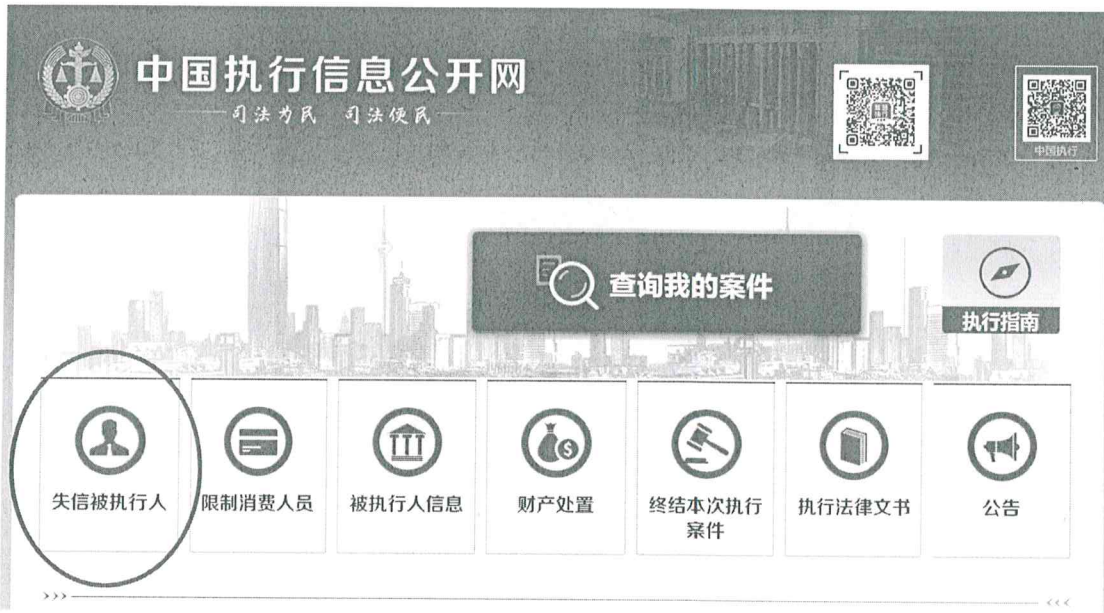 中国执行信息公开网
司法为民 司法便民
中国执行
查询我的案件
执行指南
失信被执行人
限制消费人员
被执行人信息
财产处置
终结本次执行
案件
执行法律文书
公告